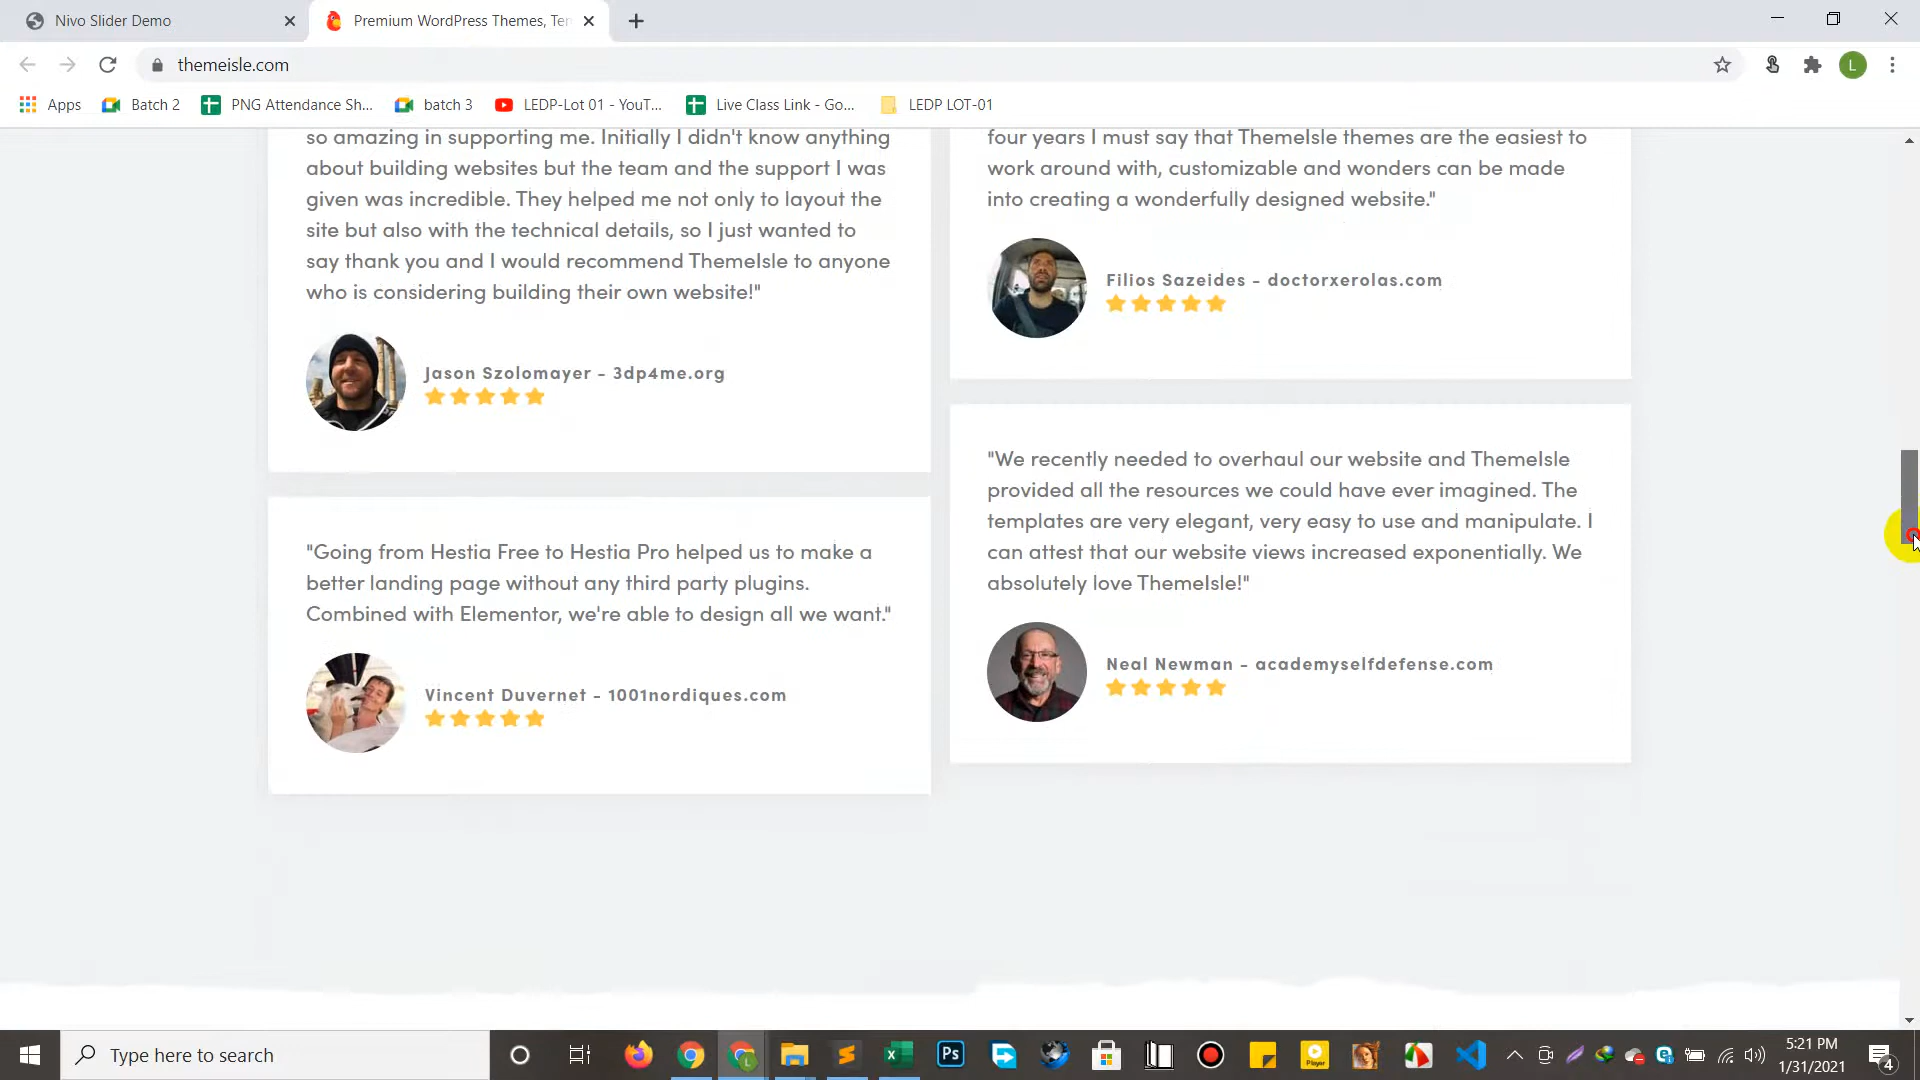 Nivo Slider Demo
Premium WordPress Themes, Ten
themeisle.com
L
Apps
Batch 2
PNG Attendance Sh...
batch 3
LEDP-Lot 01 - YouT...
Live Class Link - Go...
LEDP LOT-01
so amazing in supporting me. Initially I didn't know anything
about building websites but the team and the support I was
given was incredible. They helped me not only to layout the
site but also with the technical details, so I just wanted to
say thank you and I would recommend ThemeIsle to anyone
who is considering building their own website!"
Jason Szolomayer - 3dp4me.org
"Going from Hestia Free to Hestia Pro helped us to make a
better landing page without any third party plugins.
Combined with Elementor, we're able to design all we want."
Vincent Duvernet - 1001nordiques.com
four years I must say that ThemeIsle themes are the easiest to
work around with, customizable and wonders can be made
into creating a wonderfully designed website."
Filios Sazeides - doctorxerolas.com
"We recently needed to overhaul our website and ThemeIsle
provided all the resources we could have ever imagined. The
templates are very elegant, very easy to use and manipulate. I
can attest that our website views increased exponentially. We
absolutely love ThemeIsle!"
Neal Newman - academyselfdefense.com
Type here to search
L
Ps
Player
5:21 PM
1/31/2021
4